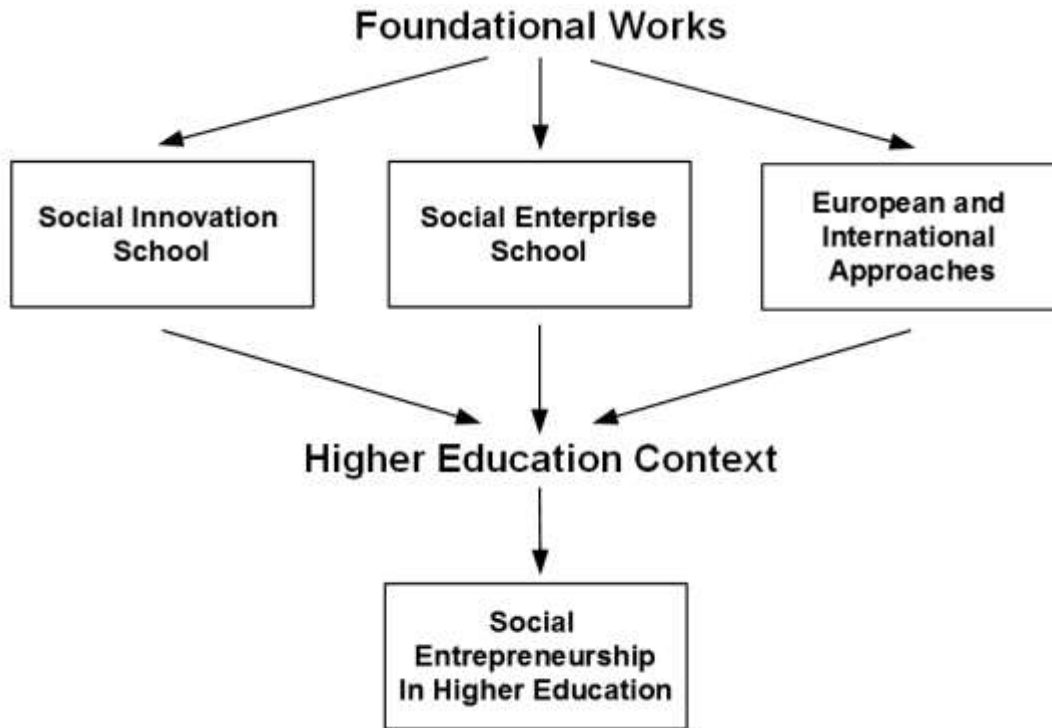 Foundational Works
Social Innovation
School
Social Enterprise
School
European and
International
Approaches
Higher Education Context
Social
Entrepreneurship
In Higher Education